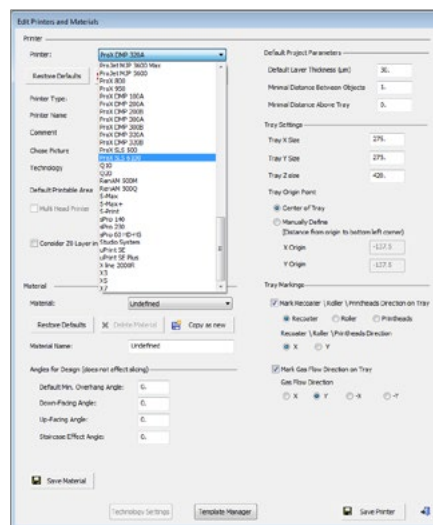 Edit Printers and Materials
Printer
Printer:
ProX DMP 320A
Restore Defaults
Printer Type:
Printer Name
Comment
Chose Picture
Technology
Default Printable Area
Multi Head Printer
Consider 2D Layer in
ProJet MJP 3600 Max
ProJet MJP 3600
ProX 800
ProX 950
ProX DMP 100A
ProX DMP 200A
ProX DMP 200B
ProX DMP 300A
ProX DMP 300B
ProX DMP 320A
ProX DMP 320B
ProX SLS 500
ProX SLS 6100
Q10
Q20
RenAM 500M
RenAM 500Q
S-Max
S-Max+
S-Print
sPro 140
sPro 230
sPro 60 HD-HS
Studio System
uPrint SE
uPrint SE Plus
X line 2000R
X3
X5
X7
Default Project Parameters
Default Layer Thickness (µm)
30.
Minimal Distance Between Objects
1.
Minimal Distance Above Tray
0.
Tray Settings
Tray X Size
275.
Tray Y Size
275.
Tray Z size
420.
Tray Origin Point
Center of Tray
Manually Define
(Distance from origin to bottom left corner)
X Origin
-137.5
Y Origin
-137.5
Material
Material:
Undefined
Restore Defaults
Delete Material
Copy as new
Material Name:
Undefined
Angles for Design (does not effect slicing)
Default Min. Overhang Angle:
0.
Down-Facing Angle:
0.
Up-Facing Angle:
0.
Staircase Effect Angle:
0.
Save Material
Tray Markings
Mark Recoater \Roller \Printheads Direction on Tray
Recoater
Roller
Printheads
Recoater \ Roller \ Printheads Direction
X
Y
Mark Gas Flow Direction on Tray
Gas Flow Direction
X
Y
-X
-Y
Technology Settings
Template Manager
Save Printer